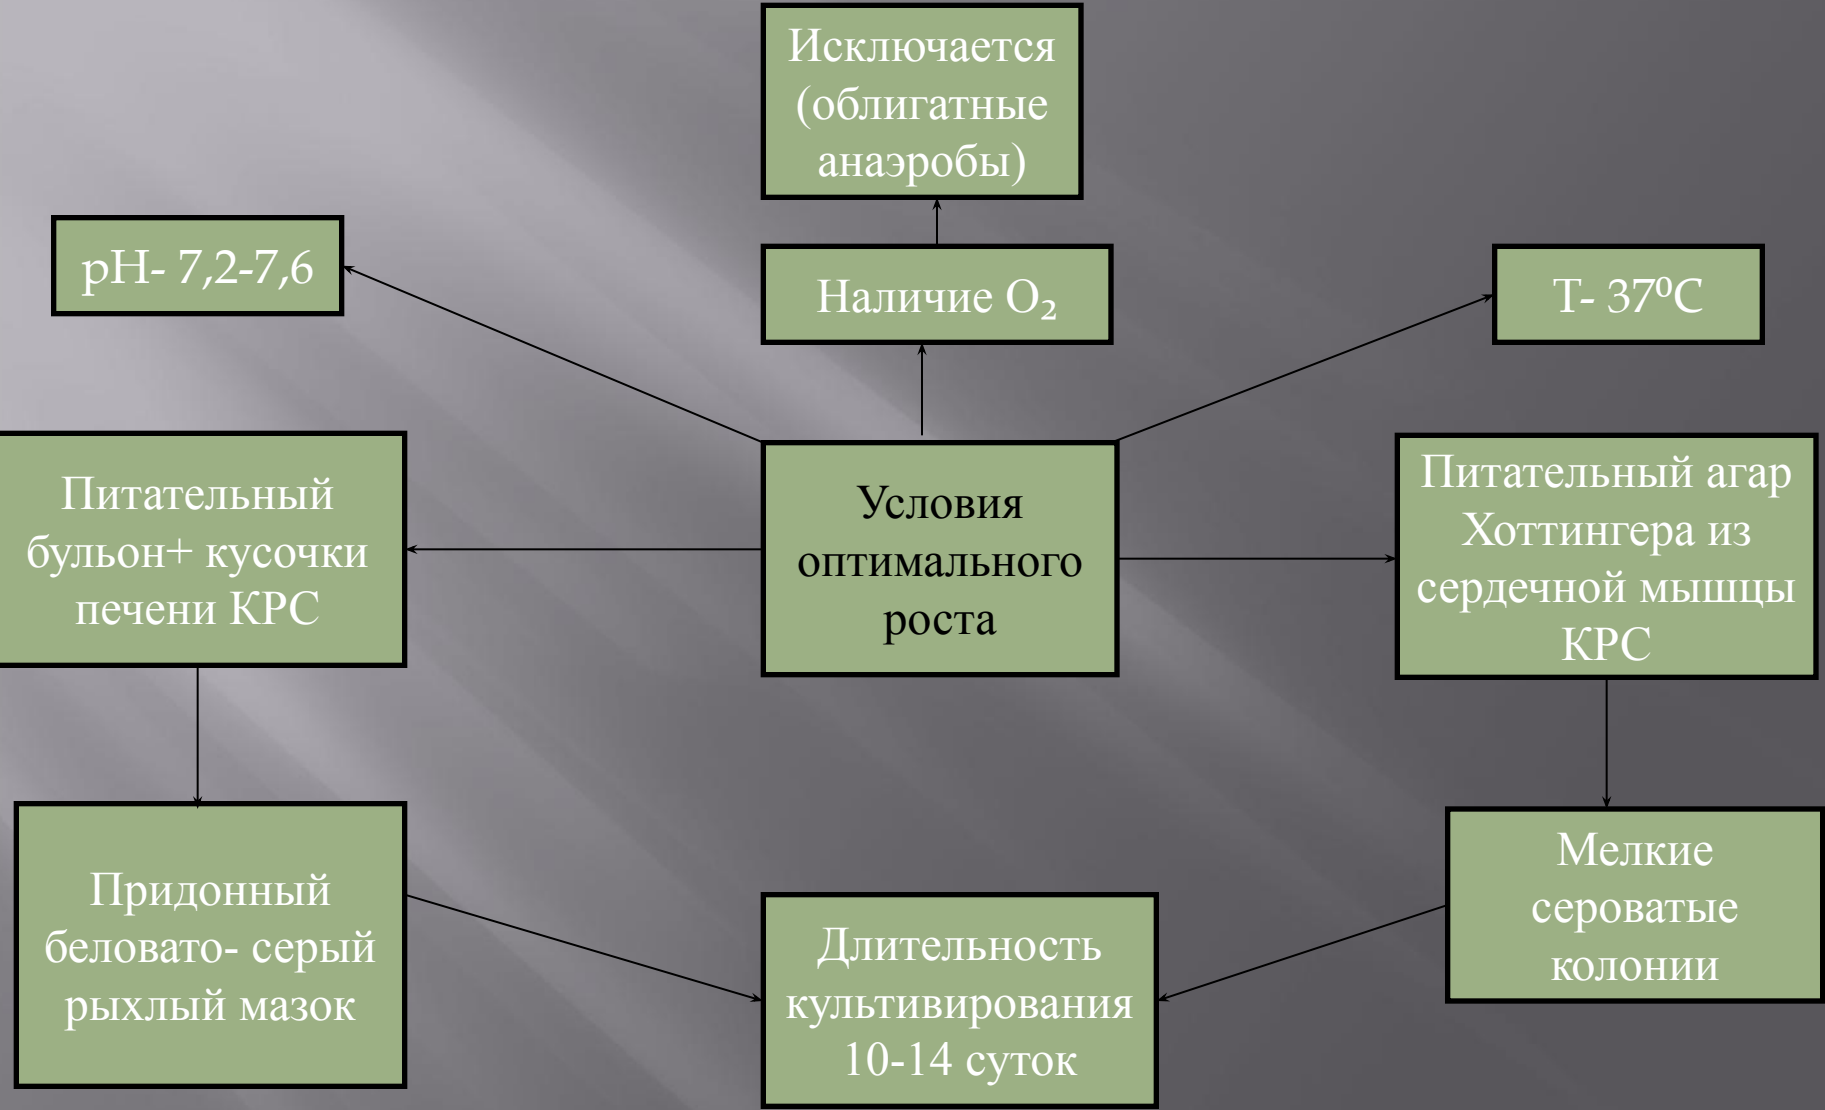 Исключается
(облигатные
анаэробы)
pH- 7,2-7,6
Наличие O₂
Т- 37⁰С
Питательный
бульон+ кусочки
печени КРС
Условия
оптимального
роста
Питательный агар
Хоттингера из
сердечной мышцы
КРС
Придонный
беловато- серый
рыхлый мазок
Длительность
культивирования
10-14 суток
Мелкие
сероватые
колонии